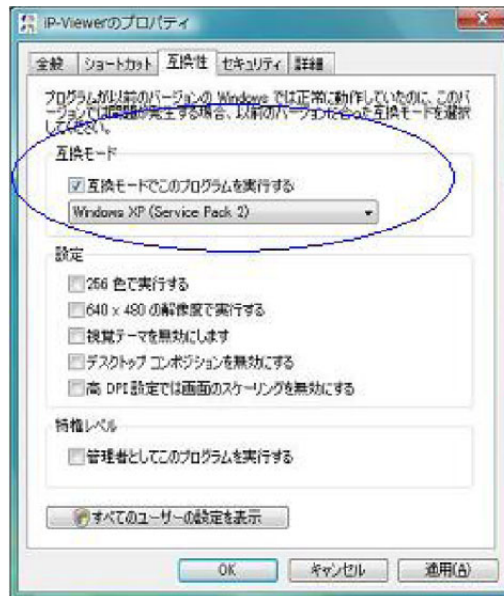 iP-Viewerのプロパティ
全般 ショートカット 互換性 セキュリティ 詳細
プログラムが以前のバージョンの Windows では正常に動作していたのに、このバ
ージョンでは問題が発生する場合、以前のバージョンに合った互換モードを選択
してください。
互換モード
互換モードでこのプログラムを実行する
Windows XP (Service Pack 2)
設定
256 色で実行する
640 x 480 の解像度で実行する
視覚テーマを無効にします
デスクトップ コンポジションを無効にする
高 DPI 設定では画面のスケーリングを無効にする
特権レベル
管理者としてこのプログラムを実行する
すべてのユーザーの設定を表示
OK キャンセル 適用(A)